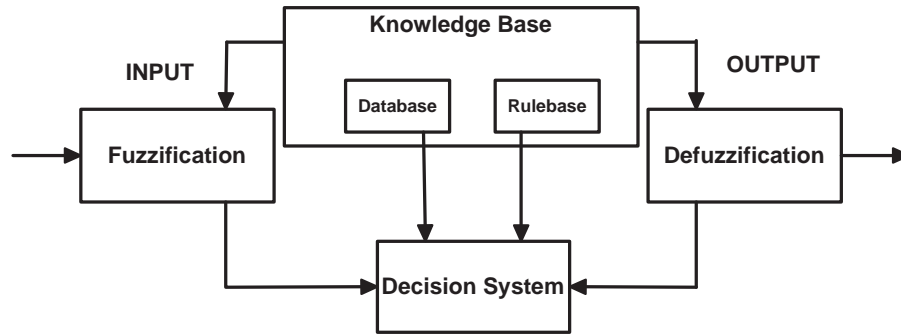 Knowledge Base
INPUT
OUTPUT
Database
Rulebase
Fuzzification
Defuzzification
Decision System